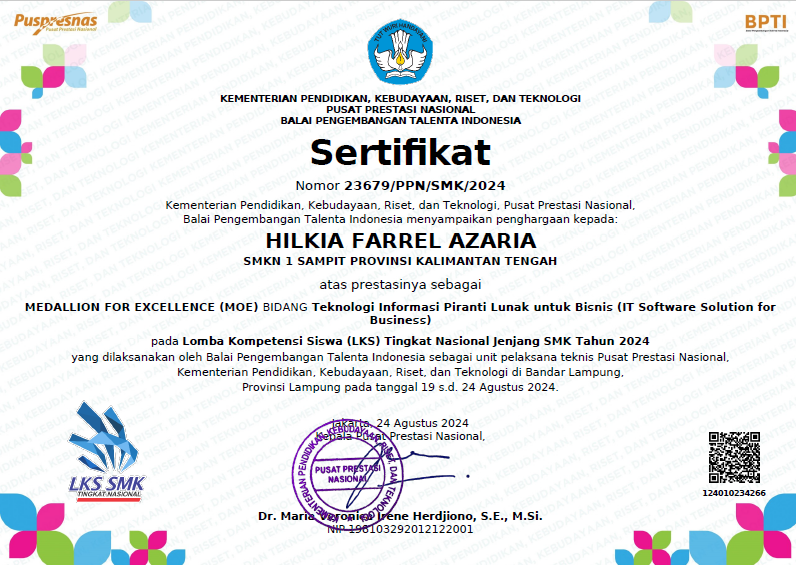 Puspresnas
Pusat Prestasi Nasional
TUT WURI HANDAYANI
BPTI
KEMENTERIAN PENDIDIKAN, KEBUDAYAAN, RISET, DAN TEKNOLOGI
PUSAT PRESTASI NASIONAL
BALAI PENGEMBANGAN TALENTA INDONESIA
Sertifikat
Nomor 23679/PPN/SMK/2024
Kementerian Pendidikan, Kebudayaan, Riset, dan Teknologi, Pusat Prestasi Nasional,
Balai Pengembangan Talenta Indonesia menyampaikan penghargaan kepada:
HILKIA FARREL AZARIA
SMKN 1 SAMPIT PROVINSI KALIMANTAN TENGAH
atas prestasinya sebagai
MEDALLION FOR EXCELLENCE (MOE) BIDANG Teknologi Informasi Piranti Lunak untuk Bisnis (IT Software Solution for
Business)
pada Lomba Kompetensi Siswa (LKS) Tingkat Nasional Jenjang SMK Tahun 2024
yang dilaksanakan oleh Balai Pengembangan Talenta Indonesia sebagai unit pelaksana teknis Pusat Prestasi Nasional,
Kementerian Pendidikan, Kebudayaan, Riset, dan Teknologi di Bandar Lampung,
Provinsi Lampung pada tanggal 19 s.d. 24 Agustus 2024.
Jakarta, 24 Agustus 2024
Kepala Pusat Prestasi Nasional,
KEMENTERIAN PENDIDIKAN, KEBUDAYAAN, RISET, DAN TEKNOLOGI
PUSAT PRESTASI
NASIONAL
Dr. Maria Veronica Irene Herdjiono, S.E., M.Si.
NIP 198103292012122001
LKS SMK
TINGKAT NASIONAL
124010234266